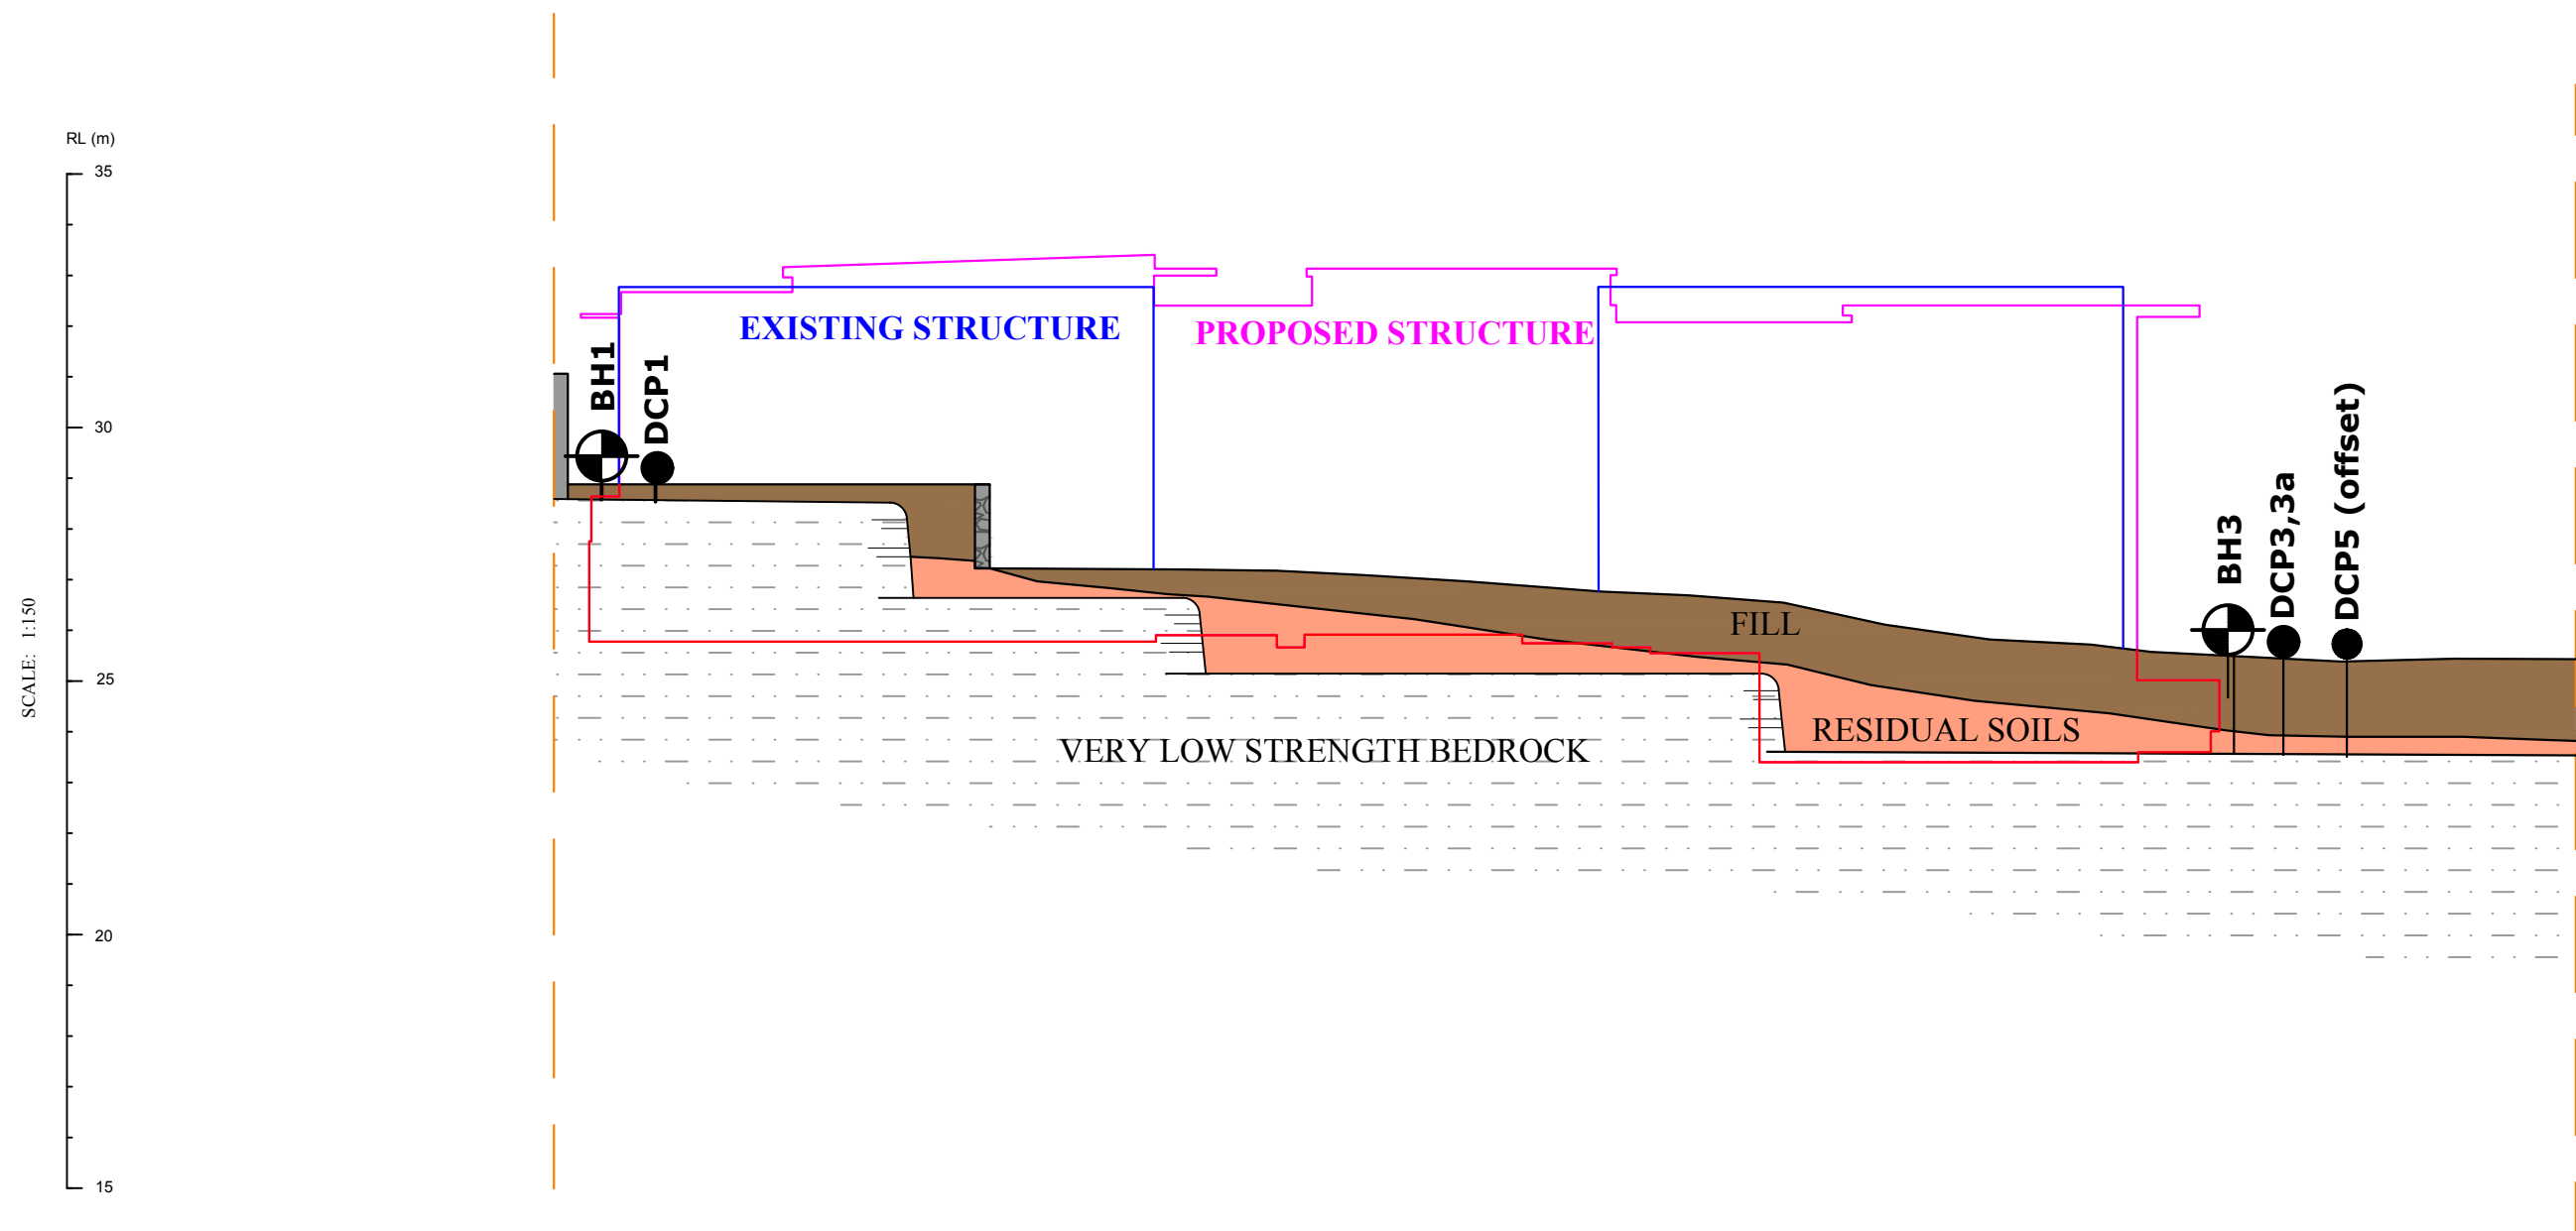 RL (m)
35
30
25
20
15
SCALE: 1:150
EXISTING STRUCTURE
PROPOSED STRUCTURE
BH1
DCP1
FILL
RESIDUAL SOILS
VERY LOW STRENGTH BEDROCK
BH3
DCP3,3a
DCP5 (offset)